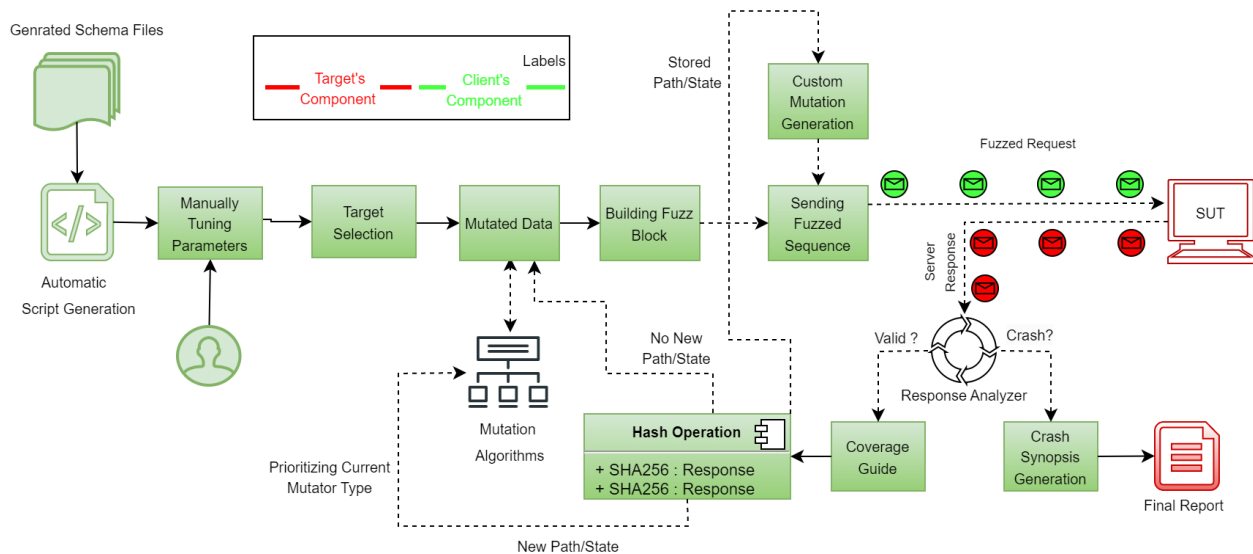 Genrated Schema Files
Labels
Target's
Component
Client's
Component
Stored
Path/State
Custom
Mutation
Generation
Fuzzed Request
Manually
Tuning
Parameters
Target
Selection
Mutated Data
Building Fuzz
Block
Sending
Fuzzed
Sequence
SUT
</>
Automatic
Script Generation
Server
Response
Valid ?
Crash?
Response Analyzer
No New
Path/State
Mutation
Algorithms
Hash Operation
+ SHA256 : Response
+ SHA256 : Response
Coverage
Guide
Crash
Synopsis
Generation
Final Report
Prioritizing Current
Mutator Type
New Path/State